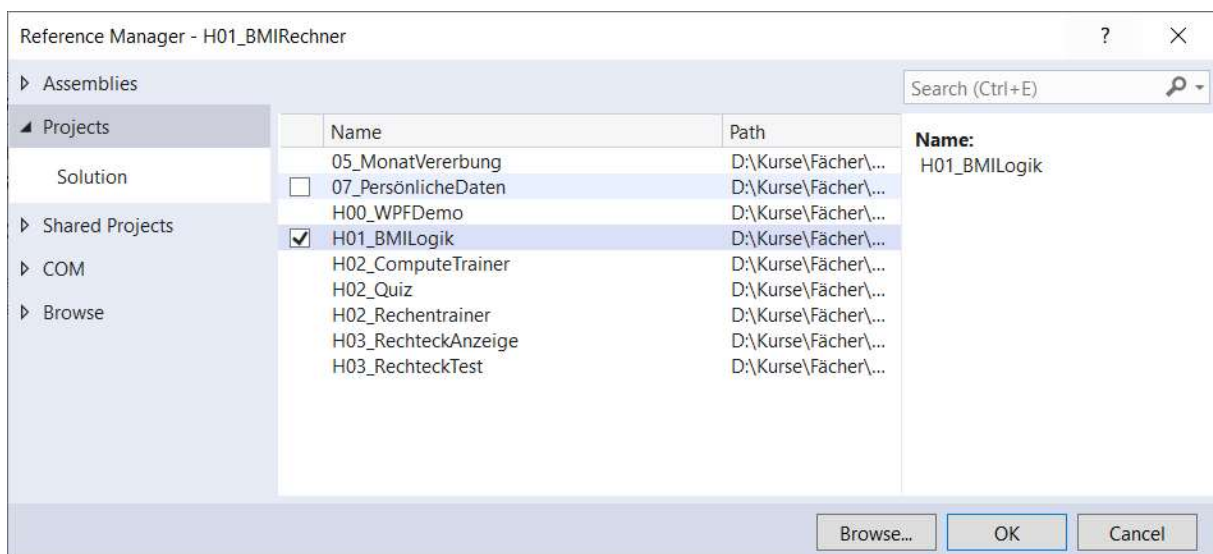 Reference Manager - H01_BMIRechner ? ×
Assemblies
Search (Ctrl+E)
Projects
Solution
Shared Projects
COM
Browse
Name Path
05_MonatVererbung D:\Kurse\Fächer\...
07_PersönlicheDaten D:\Kurse\Fächer\...
H00_WPFDemo D:\Kurse\Fächer\...
H01_BMILogik D:\Kurse\Fächer\...
H02_ComputeTrainer D:\Kurse\Fächer\...
H02_Quiz D:\Kurse\Fächer\...
H02_Rechentrainer D:\Kurse\Fächer\...
H03_RechteckAnzeige D:\Kurse\Fächer\...
H03_RechteckTest D:\Kurse\Fächer\...
Name:
H01_BMILogik
Browse... OK Cancel